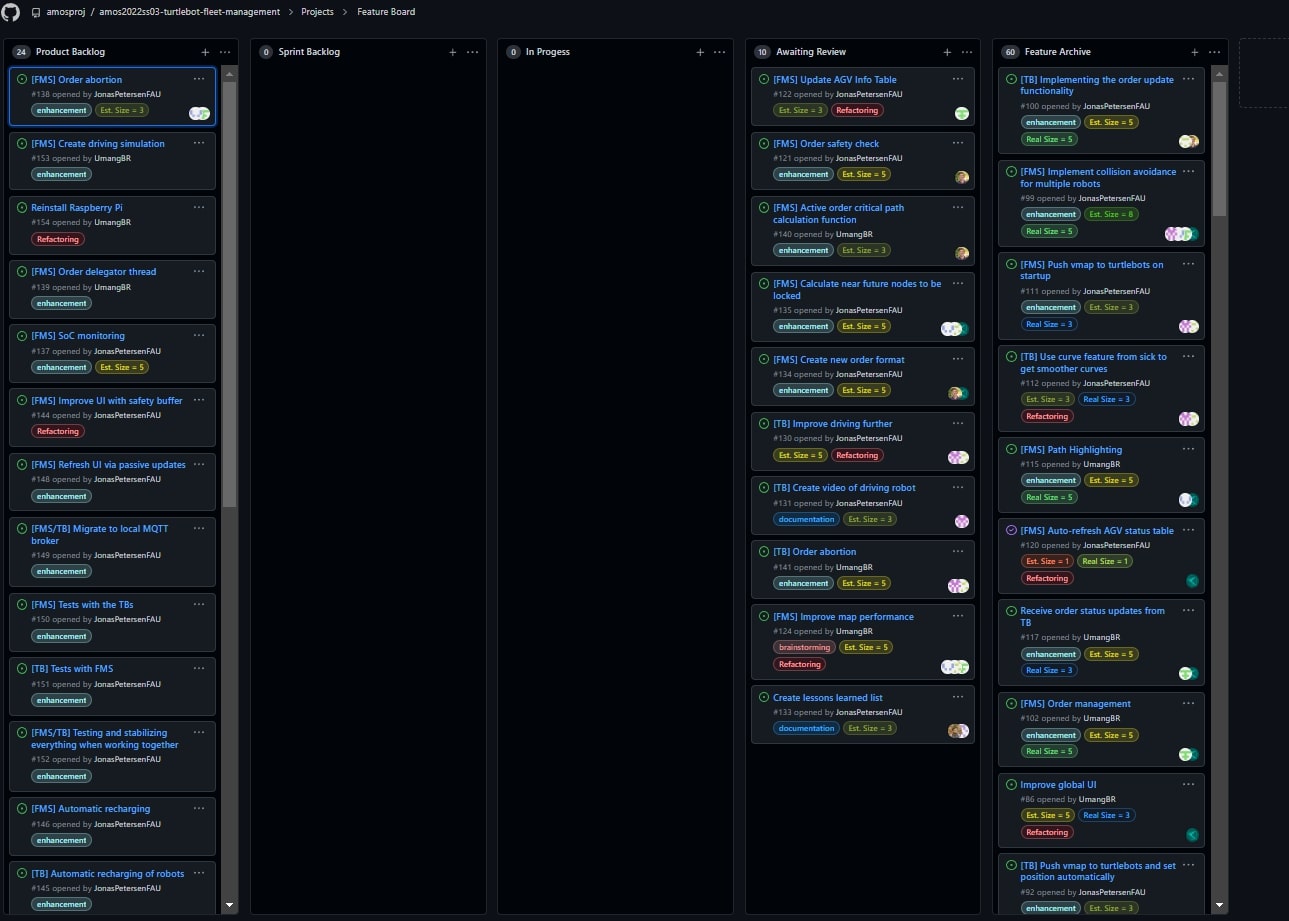 amosproj / amos2022ss03-turtlebot-fleet-management > Projects > Feature Board
24 Product Backlog
[FMS] Order abortion
#138 opened by JonasPetersenFAU
enhancement Est. Size = 3
[FMS] Create driving simulation
#153 opened by UmangBR
enhancement
Reinstall Raspberry Pi
#154 opened by UmangBR
Refactoring
[FMS] Order delegator thread
#139 opened by UmangBR
enhancement
[FMS] SoC monitoring
#137 opened by JonasPetersenFAU
enhancement Est. Size = 5
[FMS] Improve UI with safety buffer
#144 opened by JonasPetersenFAU
Refactoring
[FMS] Refresh UI via passive updates
#148 opened by JonasPetersenFAU
enhancement
[FMS/TB] Migrate to local MQTT
broker
#149 opened by JonasPetersenFAU
enhancement
[FMS] Tests with the TBs
#150 opened by JonasPetersenFAU
enhancement
[TB] Tests with FMS
#151 opened by JonasPetersenFAU
enhancement
[FMS/TB] Testing and stabilizing
everything when working together
#152 opened by JonasPetersenFAU
enhancement
[FMS] Automatic recharging
#146 opened by JonasPetersenFAU
enhancement
[TB] Automatic recharging of robots
#145 opened by JonasPetersenFAU
enhancement
0 Sprint Backlog
0 In Progess
10 Awaiting Review
[FMS] Update AGV Info Table
#122 opened by JonasPetersenFAU
Est. Size = 3 Refactoring
[FMS] Order safety check
#121 opened by JonasPetersenFAU
enhancement Est. Size = 5
[FMS] Active order critical path
calculation function
#140 opened by UmangBR
enhancement Est. Size = 3
[FMS] Calculate near future nodes to be
locked
#135 opened by JonasPetersenFAU
enhancement Est. Size = 5
[FMS] Create new order format
#134 opened by JonasPetersenFAU
enhancement Est. Size = 5
[TB] Improve driving further
#130 opened by JonasPetersenFAU
Est. Size = 5 Refactoring
[TB] Create video of driving robot
#131 opened by JonasPetersenFAU
documentation Est. Size = 3
[TB] Order abortion
#141 opened by UmangBR
enhancement Est. Size = 5
[FMS] Improve map performance
#124 opened by UmangBR
brainstorming Est. Size = 5
Refactoring
Create lessons learned list
#133 opened by JonasPetersenFAU
documentation Est. Size = 3
60 Feature Archive
[TB] Implementing the order update
functionality
#100 opened by JonasPetersenFAU
enhancement Est. Size = 5
Real Size = 5
[FMS] Implement collision avoidance
for multiple robots
#99 opened by JonasPetersenFAU
enhancement Est. Size = 8
Real Size = 5
[FMS] Push vmap to turtlebots on
startup
#111 opened by JonasPetersenFAU
enhancement Est. Size = 3
Real Size = 3
[TB] Use curve feature from sick to
get smoother curves
#112 opened by JonasPetersenFAU
Est. Size = 3 Real Size = 3
Refactoring
[FMS] Path Highlighting
#115 opened by UmangBR
enhancement Est. Size = 5
Real Size = 5
[FMS] Auto-refresh AGV status table
#120 opened by JonasPetersenFAU
Est. Size = 1 Real Size = 1
Refactoring
Receive order status updates from
TB
#117 opened by UmangBR
enhancement Est. Size = 5
Real Size = 3
[FMS] Order management
#102 opened by UmangBR
enhancement Est. Size = 5
Real Size = 5
Improve global UI
#86 opened by UmangBR
Est. Size = 5 Real Size = 3
Refactoring
[TB] Push vmap to turtlebots and set
position automatically
#92 opened by JonasPetersenFAU
enhancement Est. Size = 3